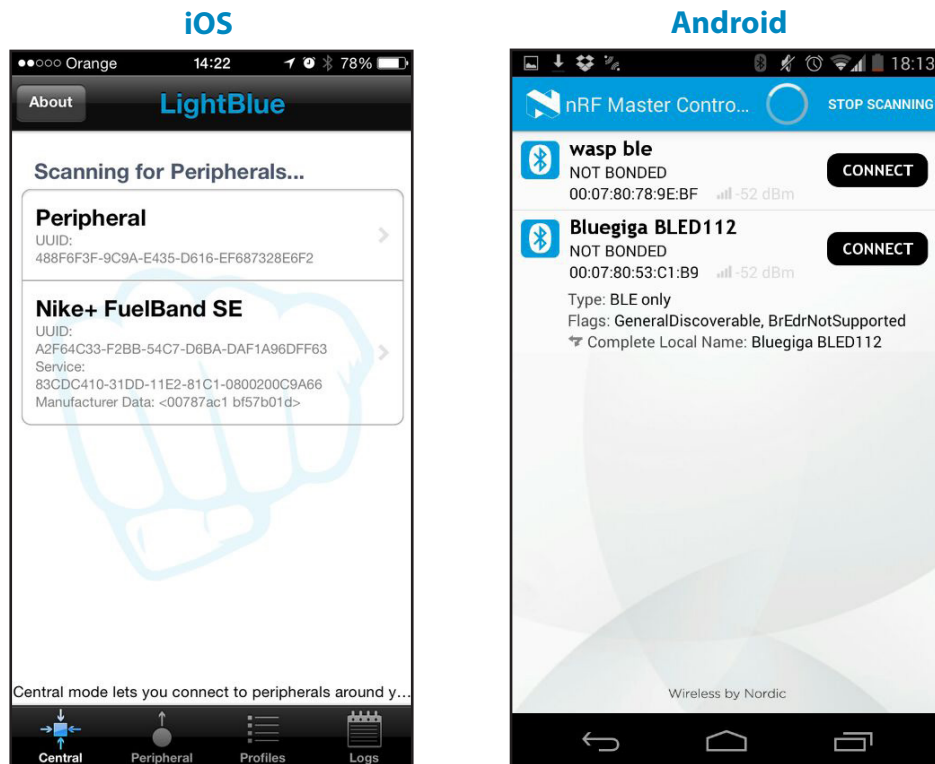 iOS
Orange 14:22 78%
About LightBlue
Scanning for Peripherals...
Peripheral
UUID:
488F6F3F-9C9A-E435-D616-EF687328E6F2
Nike+ FuelBand SE
UUID:
A2F64C33-F2BB-54C7-D6BA-DAF1A96DFF63
Service:
83CDC410-31DD-11E2-81C1-0800200C9A66
Manufacturer Data: <00787ac1 bf57b01d>
Central mode lets you connect to peripherals around y...
Central Peripheral Profiles Logs
Android
18:13
nRF Master Contro... STOP SCANNING
wasp ble
NOT BONDED CONNECT
00:07:80:78:9E:BF -52 dBm
Bluegiga BLED112
NOT BONDED CONNECT
00:07:80:53:C1:B9 -52 dBm
Type: BLE only
Flags: GeneralDiscoverable, BrEdrNotSupported
Complete Local Name: Bluegiga BLED112
Wireless by Nordic